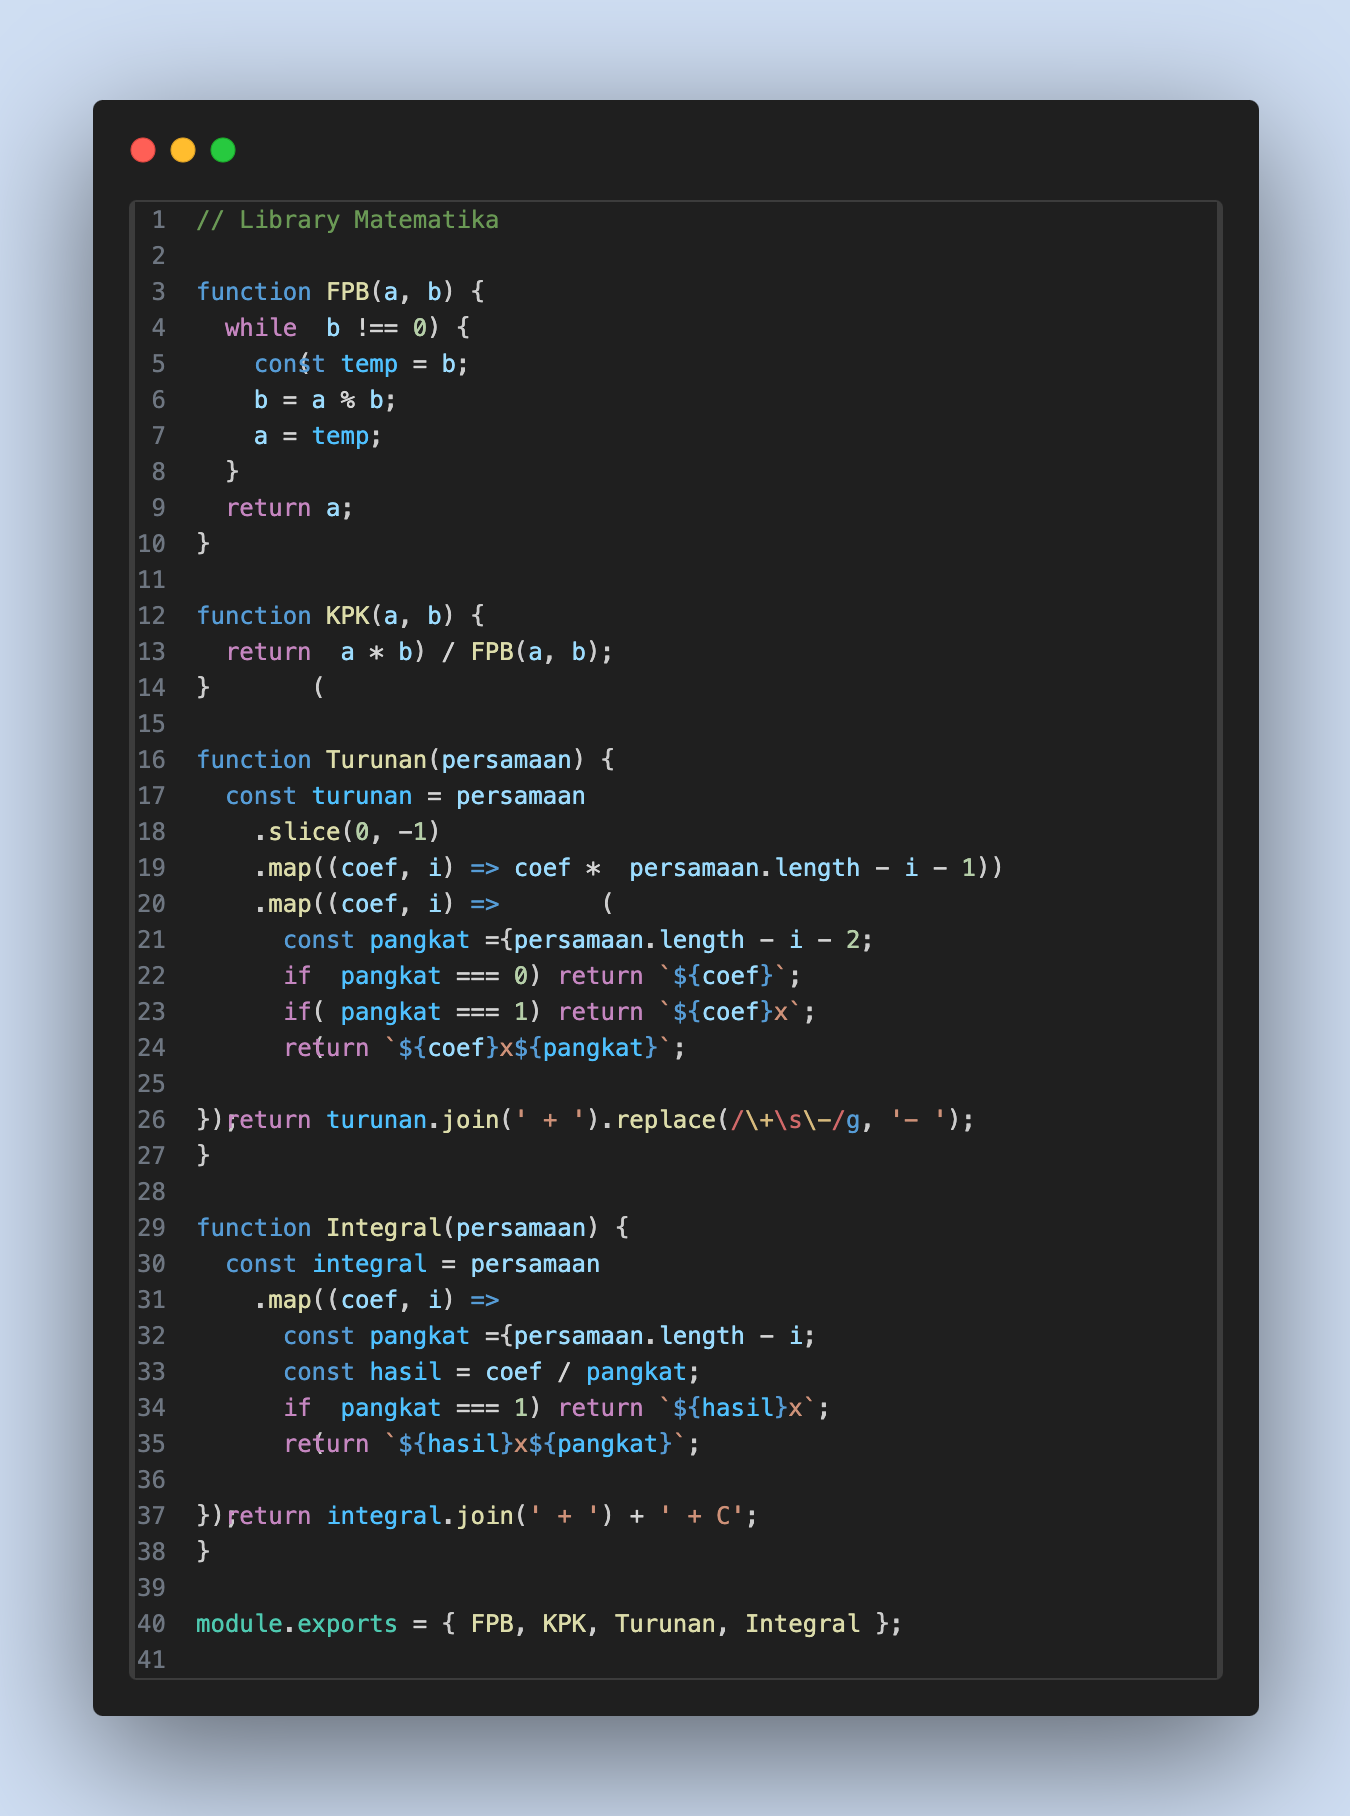 1 // Library Matematika
2
3 function FPB(a, b) {
4   while (b !== 0) {
5     const temp = b;
6     b = a % b;
7     a = temp;
8   }
9   return a;
10 }
11
12 function KPK(a, b) {
13   return (a * b) / FPB(a, b);
14 }
15
16 function Turunan(persamaan) {
17   const turunan = persamaan
18     .slice(0, -1)
19     .map((coef, i) => coef * (persamaan.length - i - 1))
20     .map((coef, i) => {
21       const pangkat = persamaan.length - i - 2;
22       if (pangkat === 0) return `${coef}`;
23       if (pangkat === 1) return `${coef}x`;
24       return `${coef}x${pangkat}`;
25     });
26   return turunan.join(' + ').replace(/\+\s\-/g, '- ');
27 }
28
29 function Integral(persamaan) {
30   const integral = persamaan
31     .map((coef, i) => {
32       const pangkat = persamaan.length - i;
33       const hasil = coef / pangkat;
34       if (pangkat === 1) return `${hasil}x`;
35       return `${hasil}x${pangkat}`;
36     });
37   return integral.join(' + ') + ' + C';
38 }
39
40 module.exports = { FPB, KPK, Turunan, Integral };
41